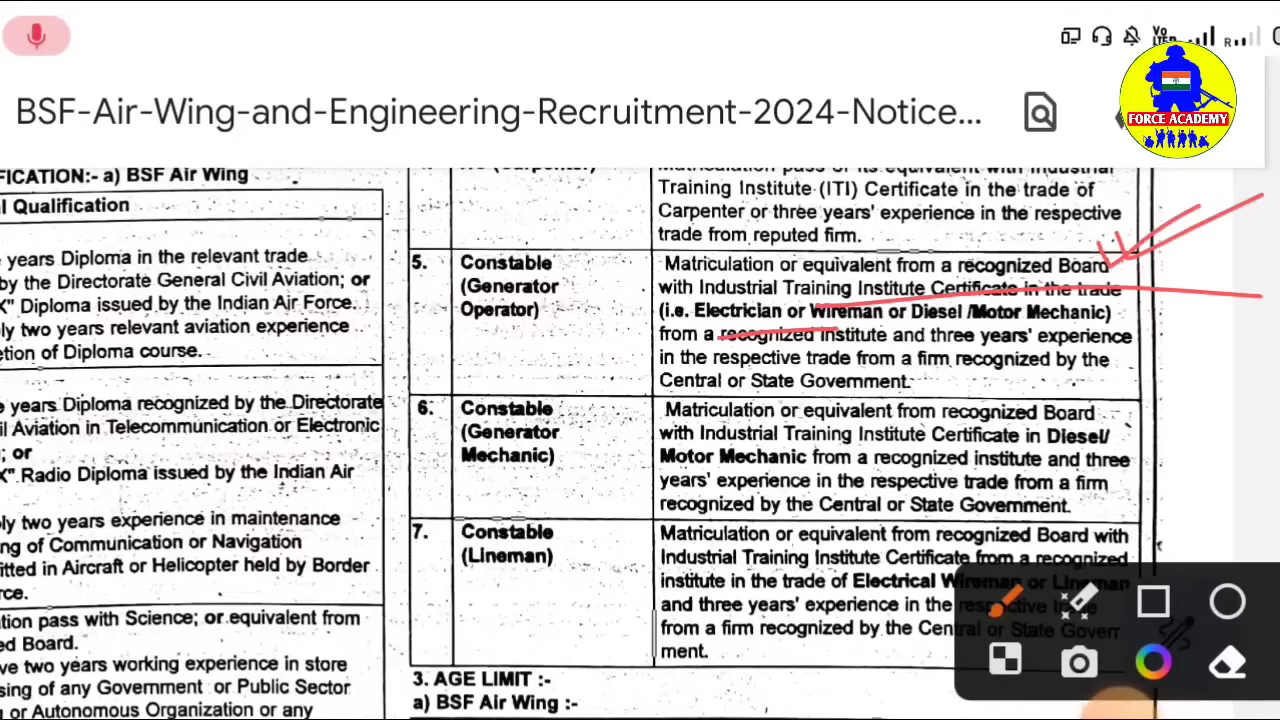 Vo
LTE
R
BSF-Air-Wing-and-Engineering-Recruitment-2024-Notice...
FORCE ACADEMY
FICATION:- a) BSF Air Wing
l Qualification
e years Diploma in the relevant trade
by the Directorate General Civil Aviation; or
X" Diploma issued by the Indian Air Force.
ly two years relevant aviation experience
etion of Diploma course.
e years Diploma recognized by the Directorate
il Aviation in Telecommunication or Electronic
; or
X" Radio Diploma issued by the Indian Air
ly two years experience in maintenance
ng of Communication or Navigation
itted in Aircraft or Helicopter held by Border
rce.
tion pass with Science; or equivalent from
ed Board.
ve two years working experience in store
sing of any Government or Public Sector
g or Autonomous Organization or any
Training Institute (ITI) Certificate in the trade of
Carpenter or three years' experience in the respective
trade from reputed firm.
5. Constable
(Generator
Operator)
Matriculation or equivalent from a recognized Board
with Industrial Training Institute Certificate in the trade
(i.e. Electrician or Wireman or Diesel /Motor Mechanic)
from a recognized institute and three years' experience
in the respective trade from a firm recognized by the
Central or State Government.
6. Constable
(Generator
Mechanic)
Matriculation or equivalent from recognized Board
with Industrial Training Institute Certificate in Diesel/
Motor Mechanic from a recognized institute and three
years' experience in the respective trade from a firm
recognized by the Central or State Government.
7. Constable
(Lineman)
Matriculation or equivalent from recognized Board with
Industrial Training Institute Certificate from a recognized
institute in the trade of Electrical Wireman or Lineman
and three years' experience in the respective trade
from a firm recognized by the Central or State Govern
ment.
3. AGE LIMIT :-
a) BSF Air Wing :-